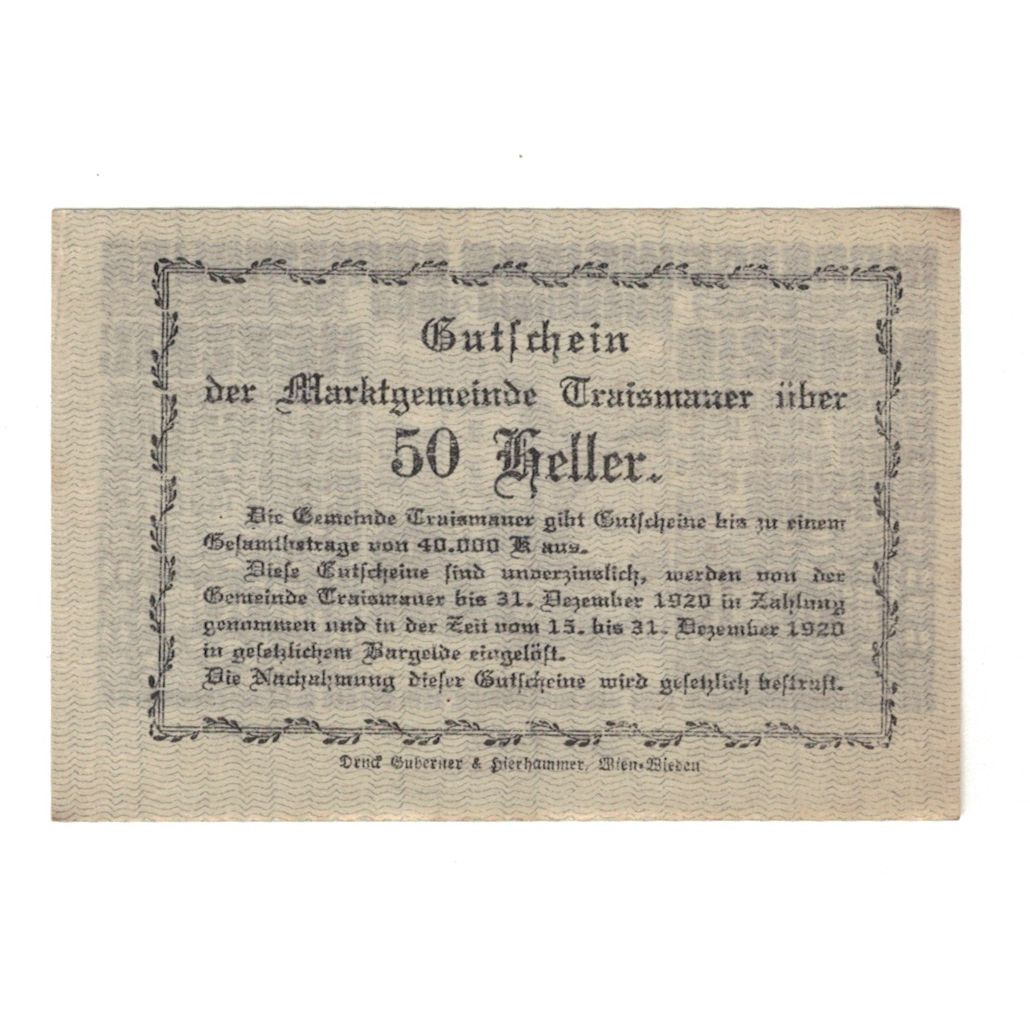 Gutschein
der Marktgemeinde Traismauer über
50 Heller.
Die Gemeinde Traismauer gibt Gutscheine bis zu einem
Gesamtbetrage von 40.000 K aus.
Diese Gutscheine sind unverzinslich, werden von der
Gemeinde Traismauer bis 31. Dezember 1920 in Zahlung
genommen und in der Zeit vom 15. bis 31. Dezember 1920
in gesetzlichem Bargelde eingelöst.
Die Nachahmung dieser Gutscheine wird gesetzlich bestraft.
Druck Guberner & Hierhammer, Wien-Wieden